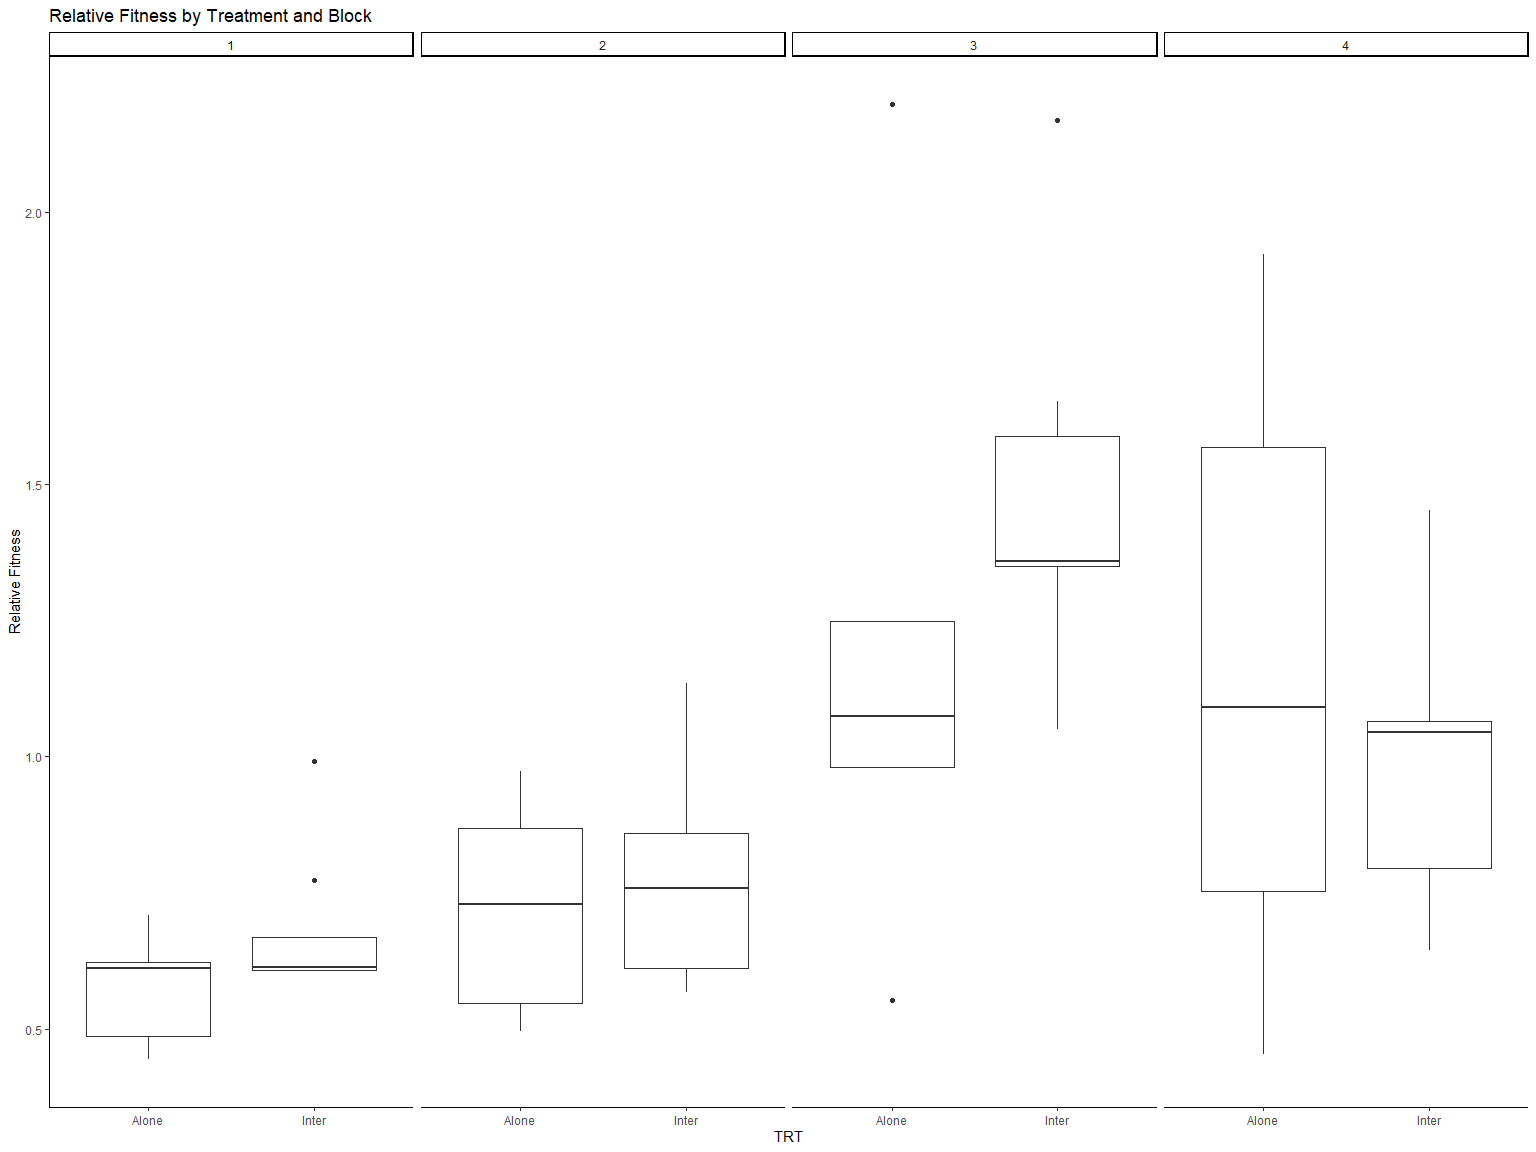 Relative Fitness by Treatment and Block
1 2 3 4
2.0
1.5
1.0
0.5
Relative Fitness
Alone Inter Alone Inter Alone Inter Alone Inter
TRT